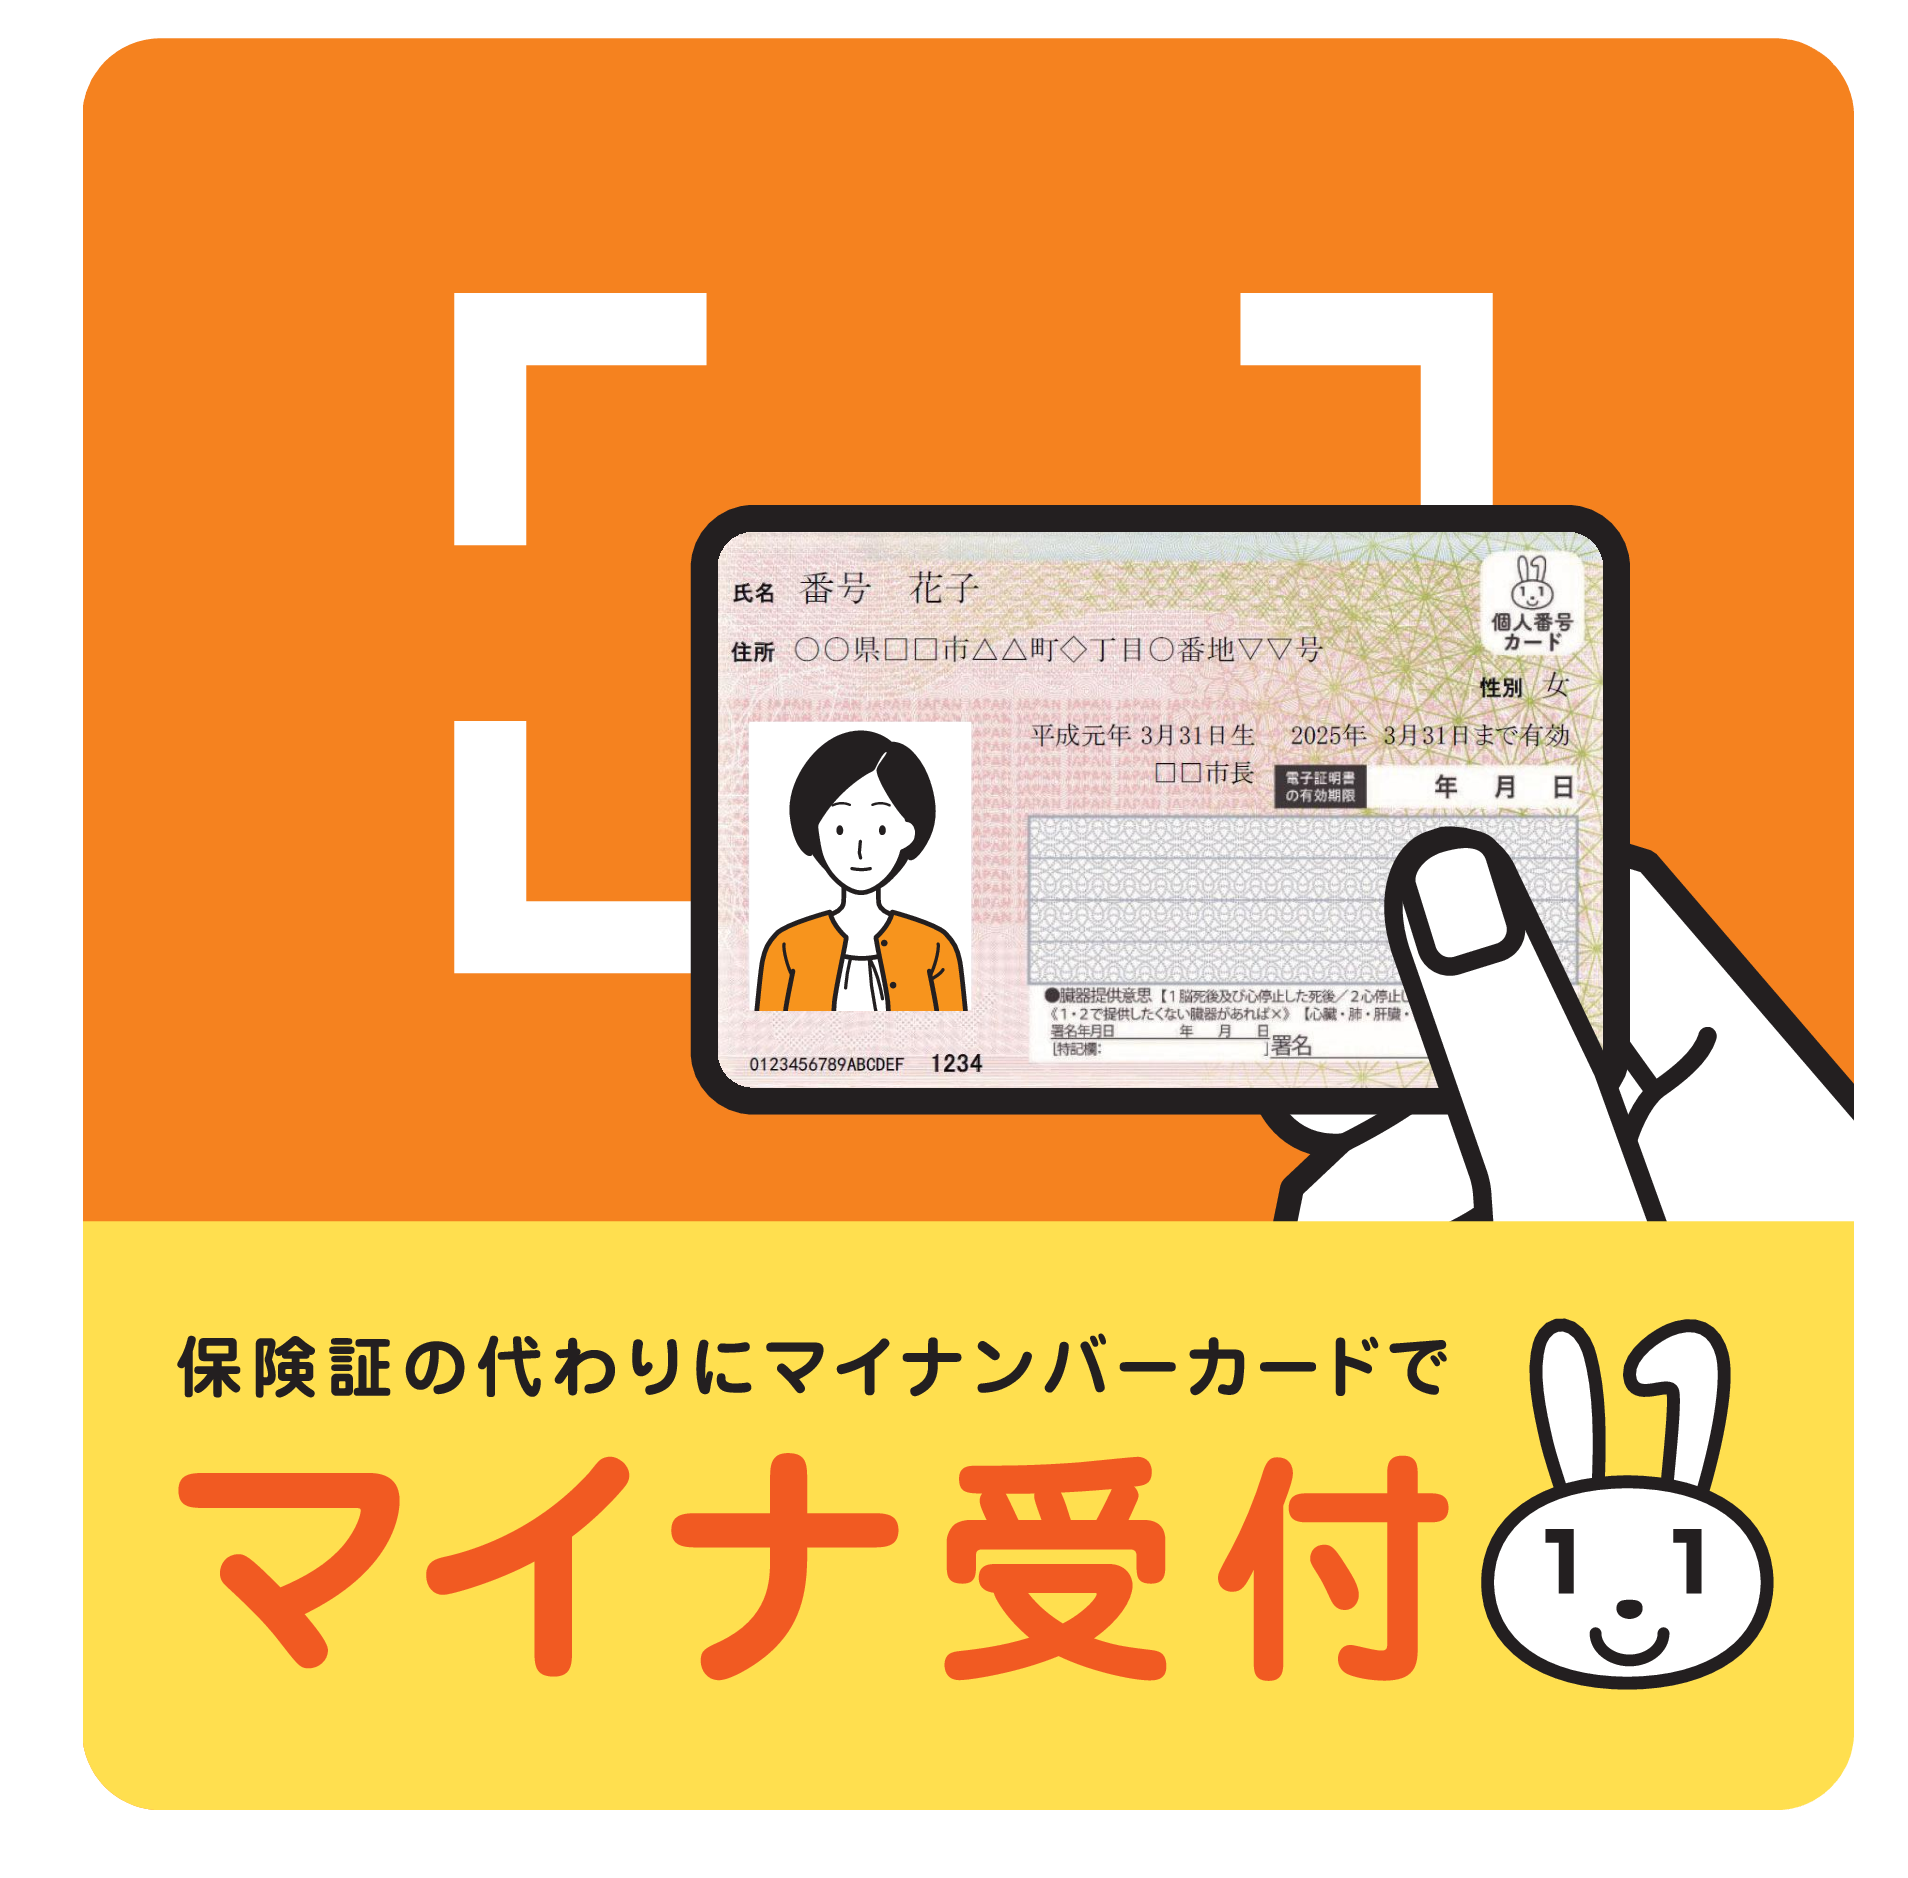 氏名 番号 花子
個人番号
カード
住所 〇〇県□□市△△町◇丁目〇番地▽▽号
性別 女
平成元年 3月31日生 2025年 3月31日まで有効
□□市長
電子証明書
の有効期限
年 月 日
●臓器提供意思【1脳死後及び心停止した死後／2心停止し
《1・2で提供したくない臓器があれば×》【心臓・肺・肝臓・
署名年月日 年 月 日
[特記欄: ]署名
0123456789ABCDEF 1234
JAPAN JAPAN JAPAN
保険証の代わりにマイナンバーカードで
マイナ受付